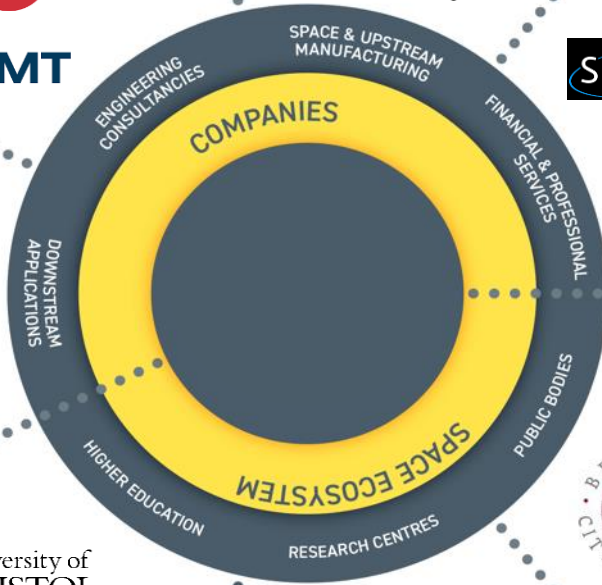 MT
SPACE & UPSTREAM
MANUFACTURING
ENGINEERING
CONSULTANCIES
COMPANIES
FINANCIAL & PROFESSIONAL
SERVICES
DOWNSTREAM
APPLICATIONS
PUBLIC BODIES
SPACE ECOSYSTEM
HIGHER EDUCATION
RESEARCH CENTRES
ersity of